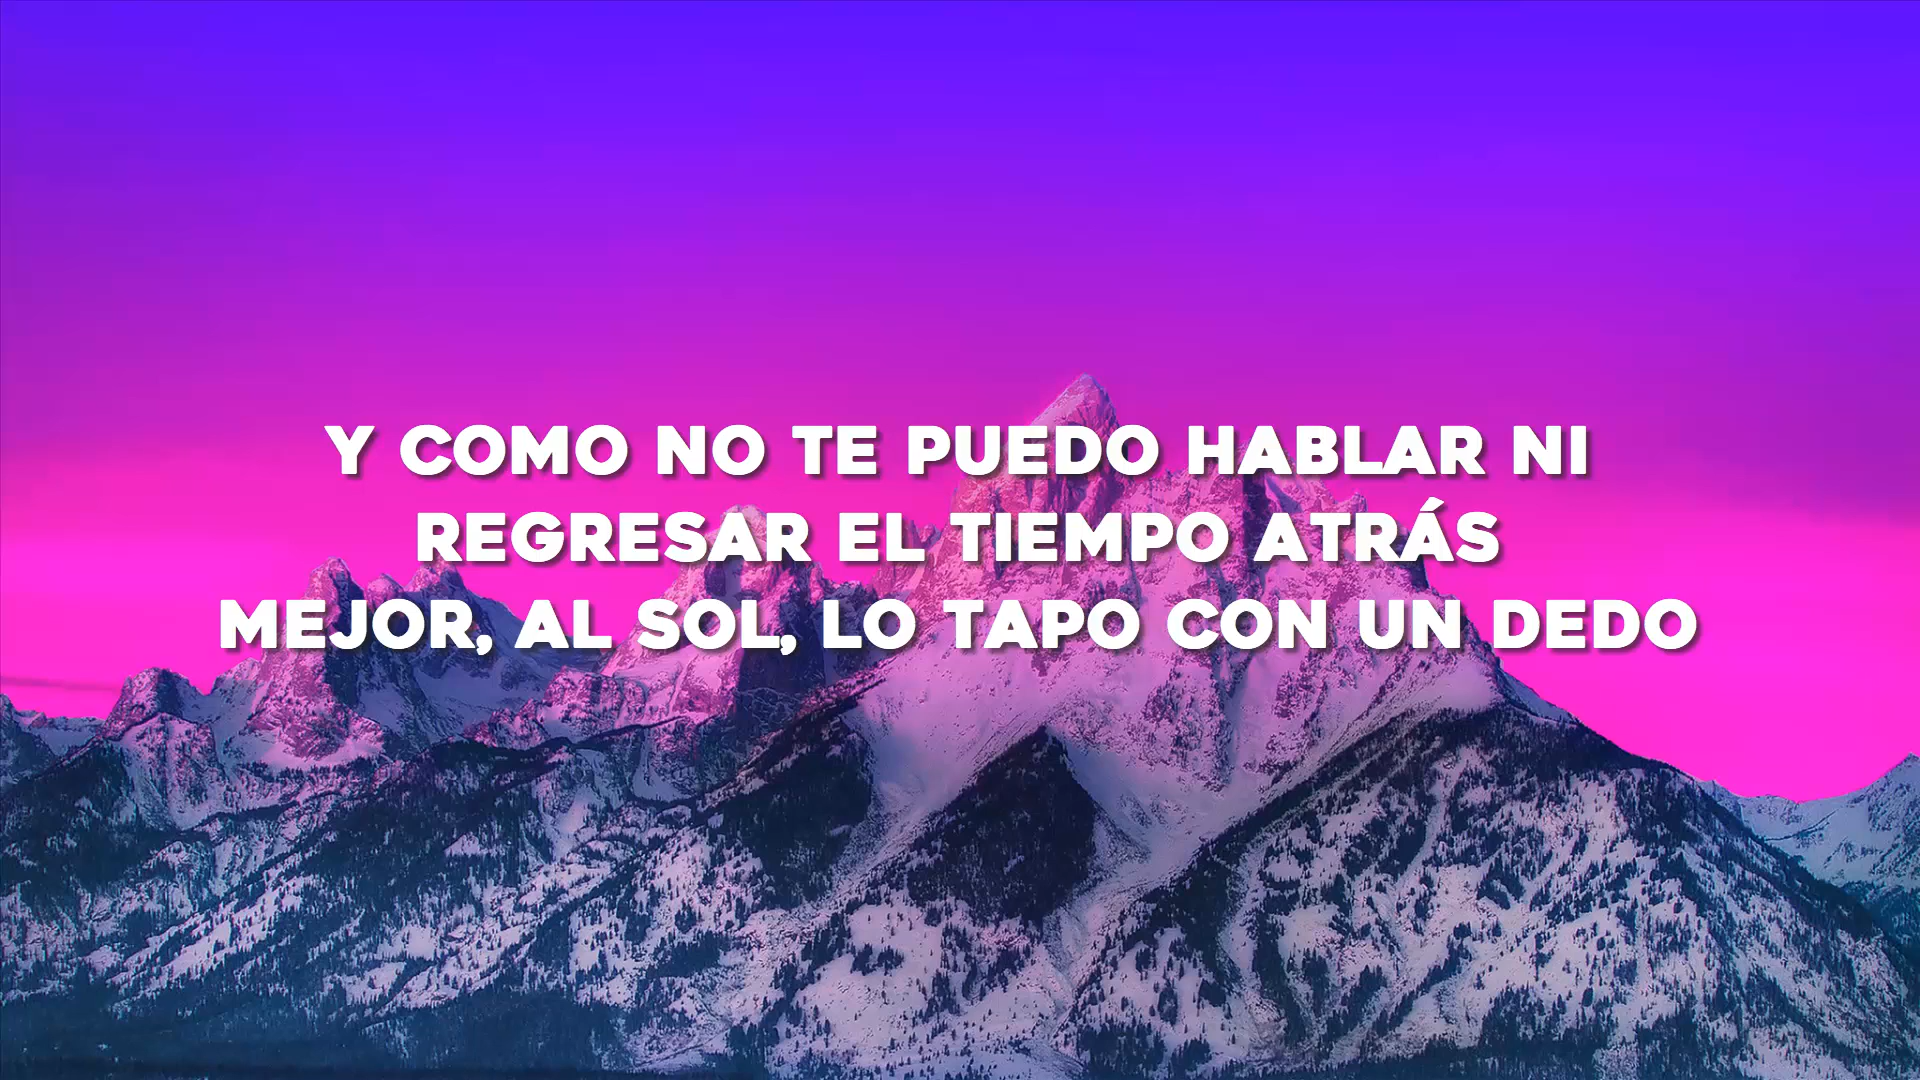 Y COMO NO TE PUEDO HABLAR NI
REGRESAR EL TIEMPO ATRÁS
MEJOR, AL SOL, LO TAPO CON UN DEDO